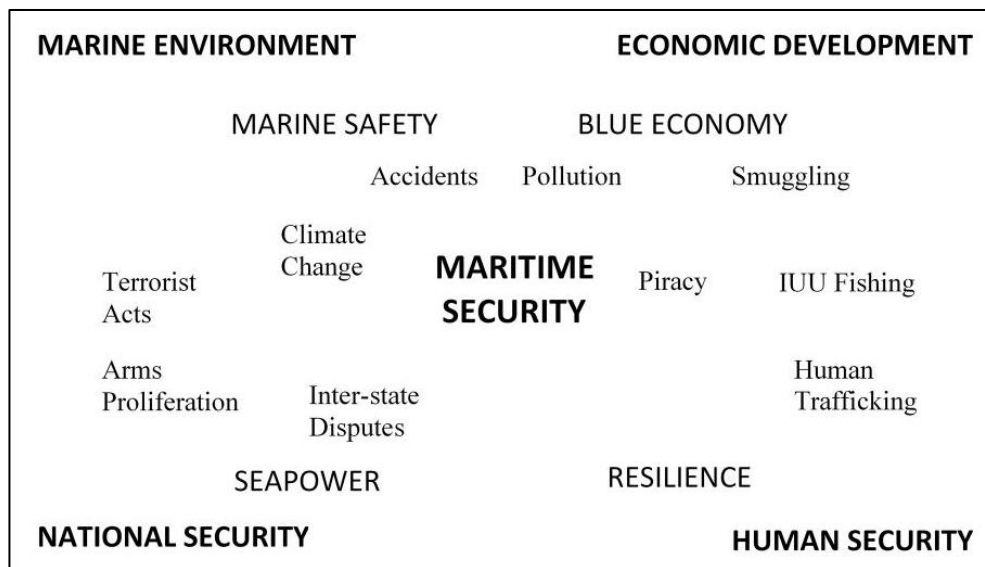 MARINE ENVIRONMENT
ECONOMIC DEVELOPMENT
MARINE SAFETY
BLUE ECONOMY
Accidents
Pollution
Smuggling
Climate
Change
Terrorist
Acts
MARITIME
SECURITY
Piracy
IUU Fishing
Arms
Proliferation
Inter-state
Disputes
Human
Trafficking
SEAPOWER
RESILIENCE
NATIONAL SECURITY
HUMAN SECURITY